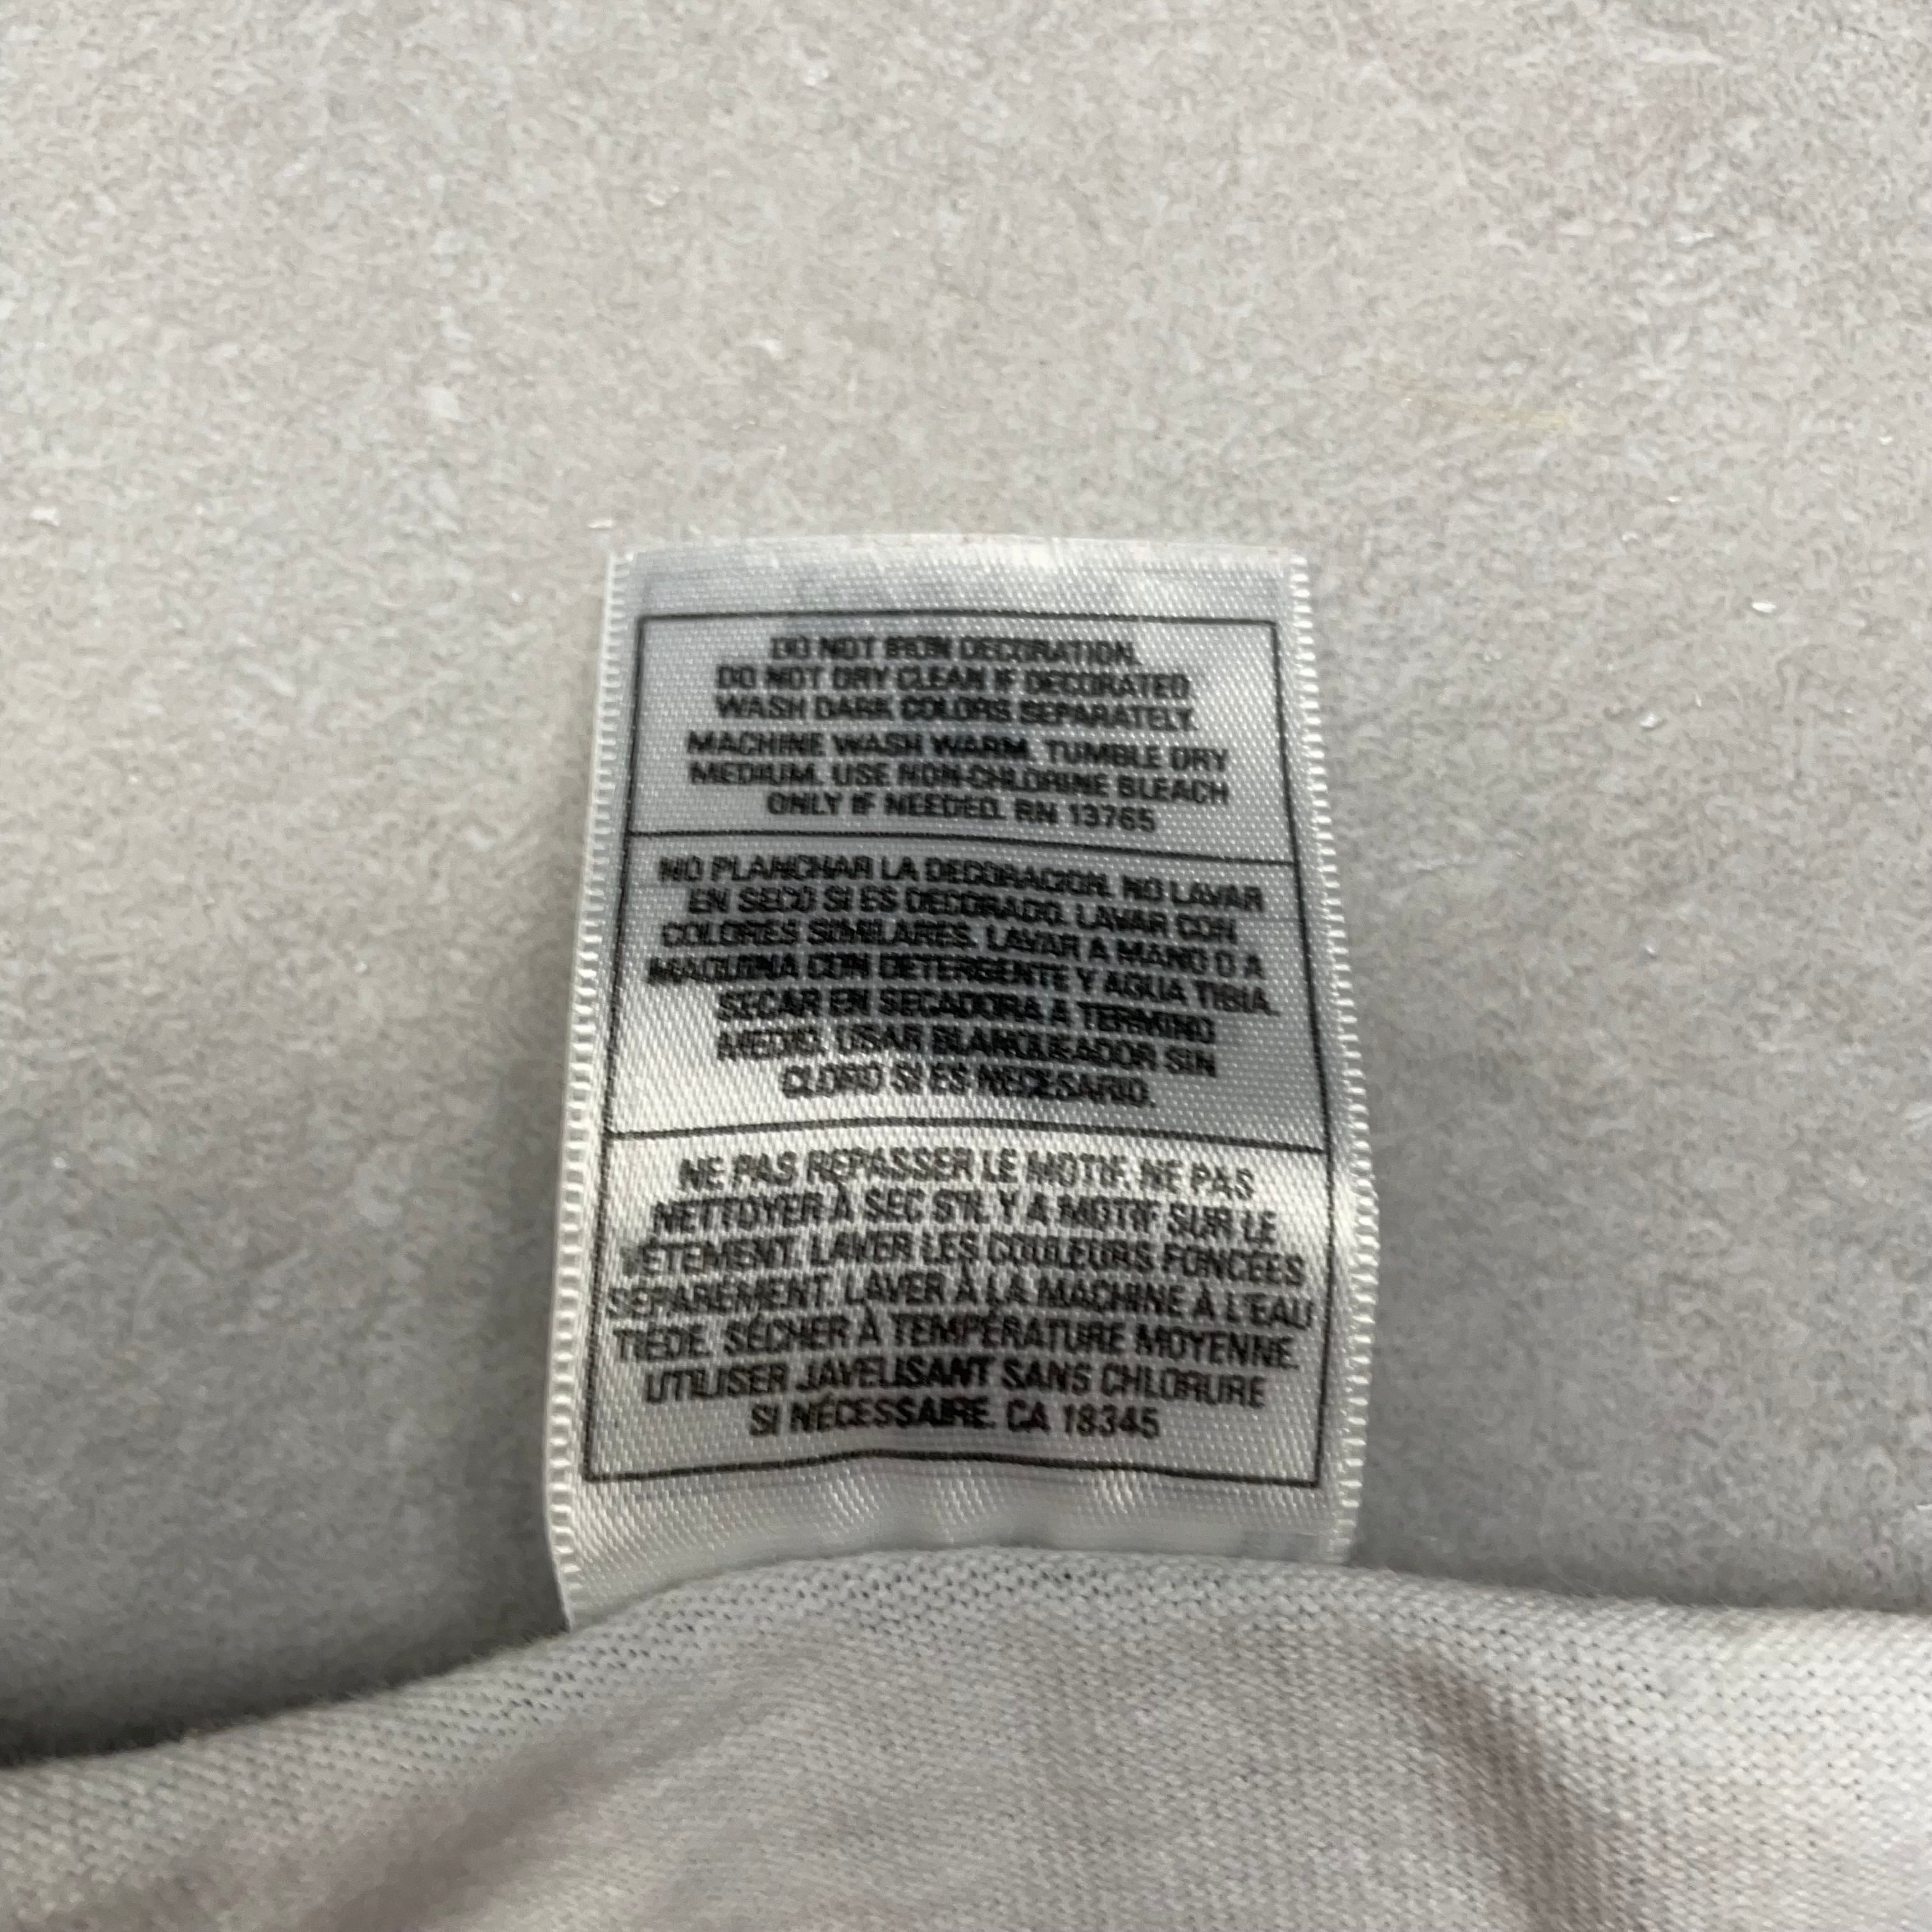 DO NOT IRON DECORATION.
DO NOT DRY CLEAN IF DECORATED.
WASH DARK COLORS SEPARATELY.
MACHINE WASH WARM. TUMBLE DRY
MEDIUM. USE NON-CHLORINE BLEACH
ONLY IF NEEDED. RN 13765
NO PLANCHAR LA DECORACION. NO LAVAR
EN SECO SI ES DECORADO. LAVAR CON
COLORES SIMILARES. LAVAR A MANO O A
MAQUINA CON DETERGENTE Y AGUA TIBIA.
SECAR EN SECADORA A TERMINO
MEDIO. USAR BLANQUEADOR SIN
CLORO SI ES NECESARIO.
NE PAS REPASSER LE MOTIF. NE PAS
NETTOYER À SEC S'IL Y A MOTIF SUR LE
VÊTEMENT. LAVER LES COULEURS FONCÉES
SÉPARÉMENT. LAVER À LA MACHINE À L'EAU
TIÈDE. SÉCHER À TEMPÉRATURE MOYENNE.
UTILISER JAVELISANT SANS CHLORURE
SI NÉCESSAIRE. CA 18345